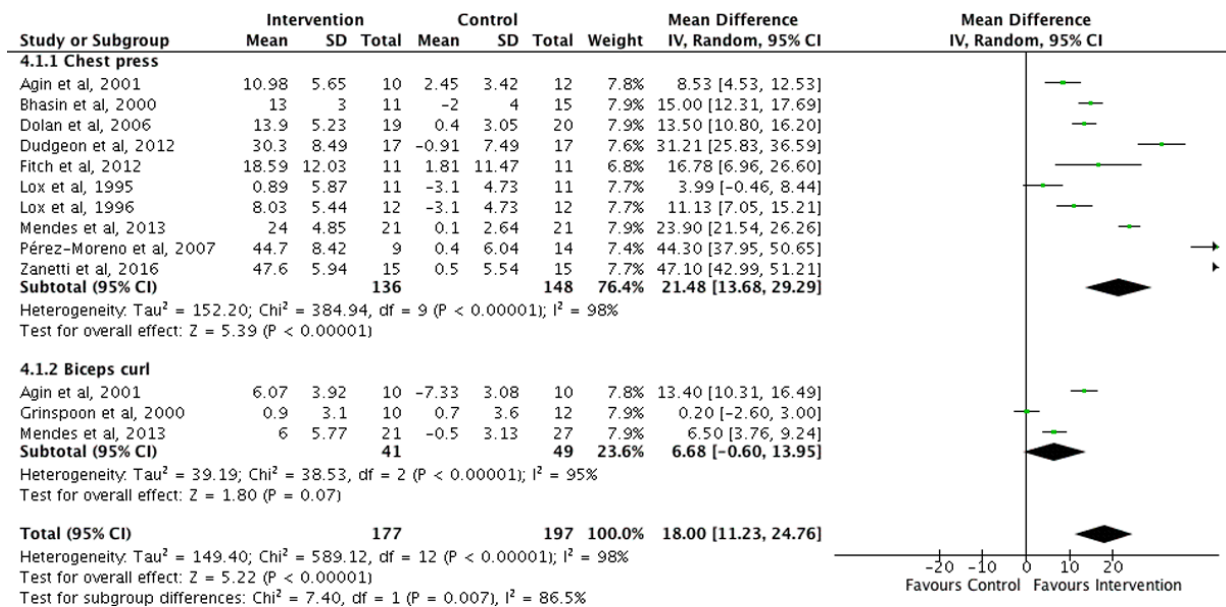 Intervention Control Mean Difference Mean Difference
Study or Subgroup Mean SD Total Mean SD Total Weight IV, Random, 95% CI IV, Random, 95% CI
4.1.1 Chest press
Agin et al, 2001 10.98 5.65 10 2.45 3.42 12 7.8% 8.53 [4.53, 12.53]
Bhasin et al, 2000 13 3 11 -2 4 15 7.9% 15.00 [12.31, 17.69]
Dolan et al, 2006 13.9 5.23 19 0.4 3.05 20 7.9% 13.50 [10.80, 16.20]
Dudgeon et al, 2012 30.3 8.49 17 -0.91 7.49 17 7.6% 31.21 [25.83, 36.59]
Fitch et al, 2012 18.59 12.03 11 1.81 11.47 11 6.8% 16.78 [6.96, 26.60]
Lox et al, 1995 0.89 5.87 11 -3.1 4.73 11 7.7% 3.99 [-0.46, 8.44]
Lox et al, 1996 8.03 5.44 12 -3.1 4.73 12 7.7% 11.13 [7.05, 15.21]
Mendes et al, 2013 24 4.85 21 0.1 2.64 21 7.9% 23.90 [21.54, 26.26]
Pérez-Moreno et al, 2007 44.7 8.42 9 0.4 6.04 14 7.4% 44.30 [37.95, 50.65]
Zanetti et al, 2016 47.6 5.94 15 0.5 5.54 15 7.7% 47.10 [42.99, 51.21]
Subtotal (95% CI) 136 148 76.4% 21.48 [13.68, 29.29]
Heterogeneity: Tau² = 152.20; Chi² = 384.94, df = 9 (P < 0.00001); I² = 98%
Test for overall effect: Z = 5.39 (P < 0.00001)
4.1.2 Biceps curl
Agin et al, 2001 6.07 3.92 10 -7.33 3.08 10 7.8% 13.40 [10.31, 16.49]
Grinspoon et al, 2000 0.9 3.1 10 0.7 3.6 12 7.9% 0.20 [-2.60, 3.00]
Mendes et al, 2013 6 5.77 21 -0.5 3.13 27 7.9% 6.50 [3.76, 9.24]
Subtotal (95% CI) 41 49 23.6% 6.68 [-0.60, 13.95]
Heterogeneity: Tau² = 39.19; Chi² = 38.53, df = 2 (P < 0.00001); I² = 95%
Test for overall effect: Z = 1.80 (P = 0.07)
Total (95% CI) 177 197 100.0% 18.00 [11.23, 24.76]
Heterogeneity: Tau² = 149.40; Chi² = 589.12, df = 12 (P < 0.00001); I² = 98%
Test for overall effect: Z = 5.22 (P < 0.00001)
Test for subgroup differences: Chi² = 7.40, df = 1 (P = 0.007), I² = 86.5%
-20 -10 0 10 20
Favours Control Favours Intervention